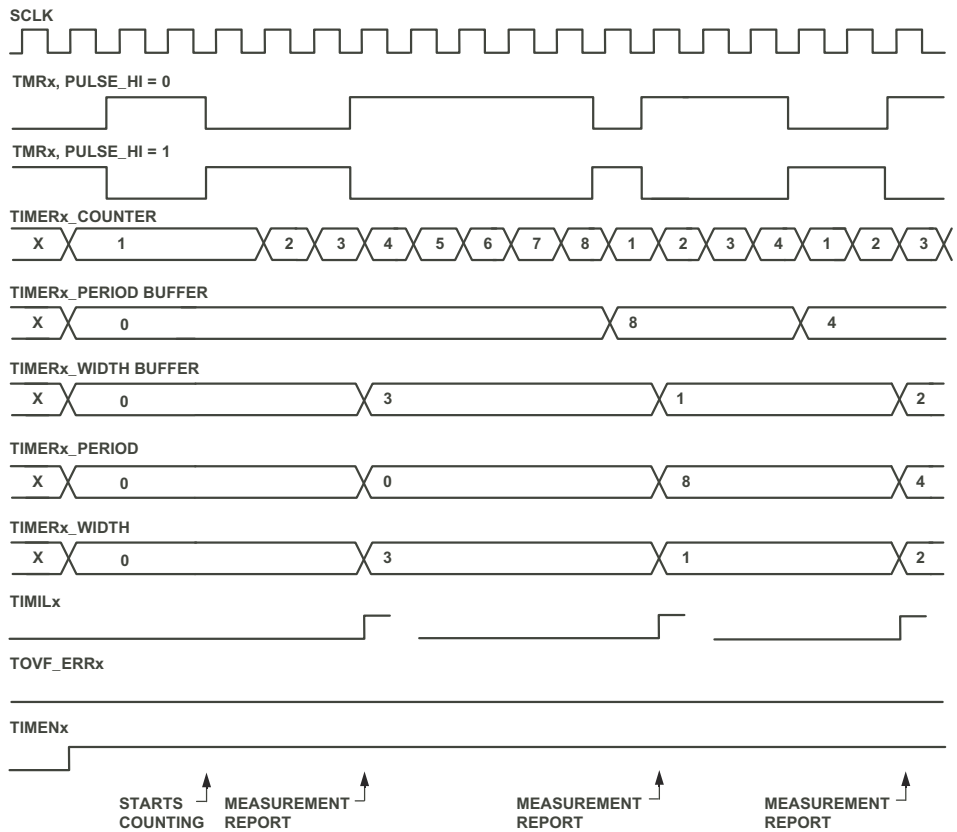 SCLK
TMRx, PULSE_HI = 0
TMRx, PULSE_HI = 1
TIMERx_COUNTER
X 1 2 3 4 5 6 7 8 1 2 3 4 1 2 3
TIMERx_PERIOD BUFFER
X 0 8 4
TIMERx_WIDTH BUFFER
X 0 3 1 2
TIMERx_PERIOD
X 0 0 8 4
TIMERx_WIDTH
X 0 3 1 2
TIMILx
TOVF_ERRx
TIMENx
STARTS COUNTING
MEASUREMENT REPORT
MEASUREMENT REPORT
MEASUREMENT REPORT